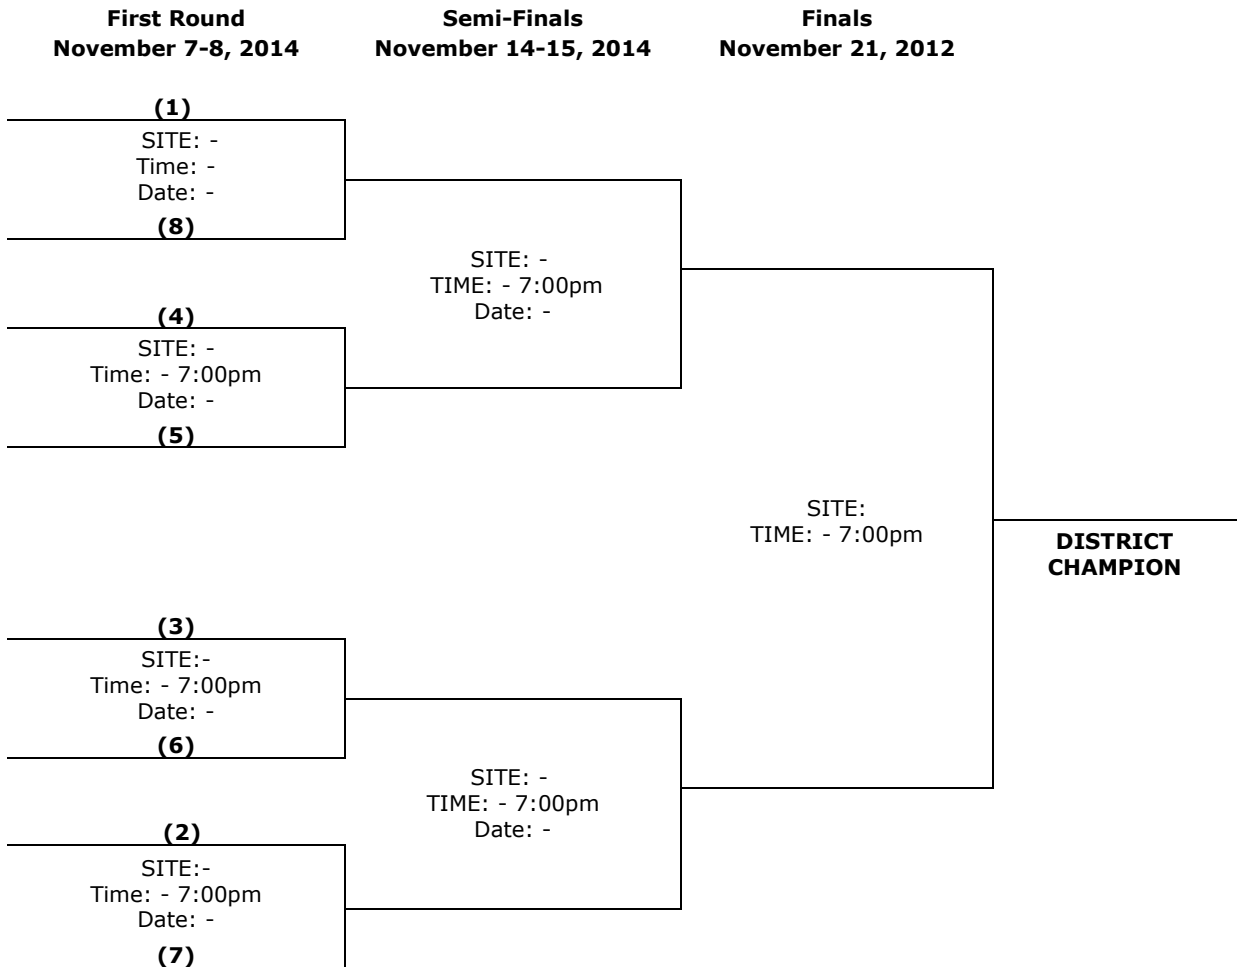 First Round
November 7-8, 2014
Semi-Finals
November 14-15, 2014
Finals
November 21, 2012
(1)
SITE: -
Time: -
Date: -
(8)
SITE: -
TIME: - 7:00pm
Date: -
(4)
SITE: -
Time: - 7:00pm
Date: -
(5)
SITE:
TIME: - 7:00pm
DISTRICT
CHAMPION
(3)
SITE:-
Time: - 7:00pm
Date: -
(6)
SITE: -
TIME: - 7:00pm
Date: -
(2)
SITE:-
Time: - 7:00pm
Date: -
(7)